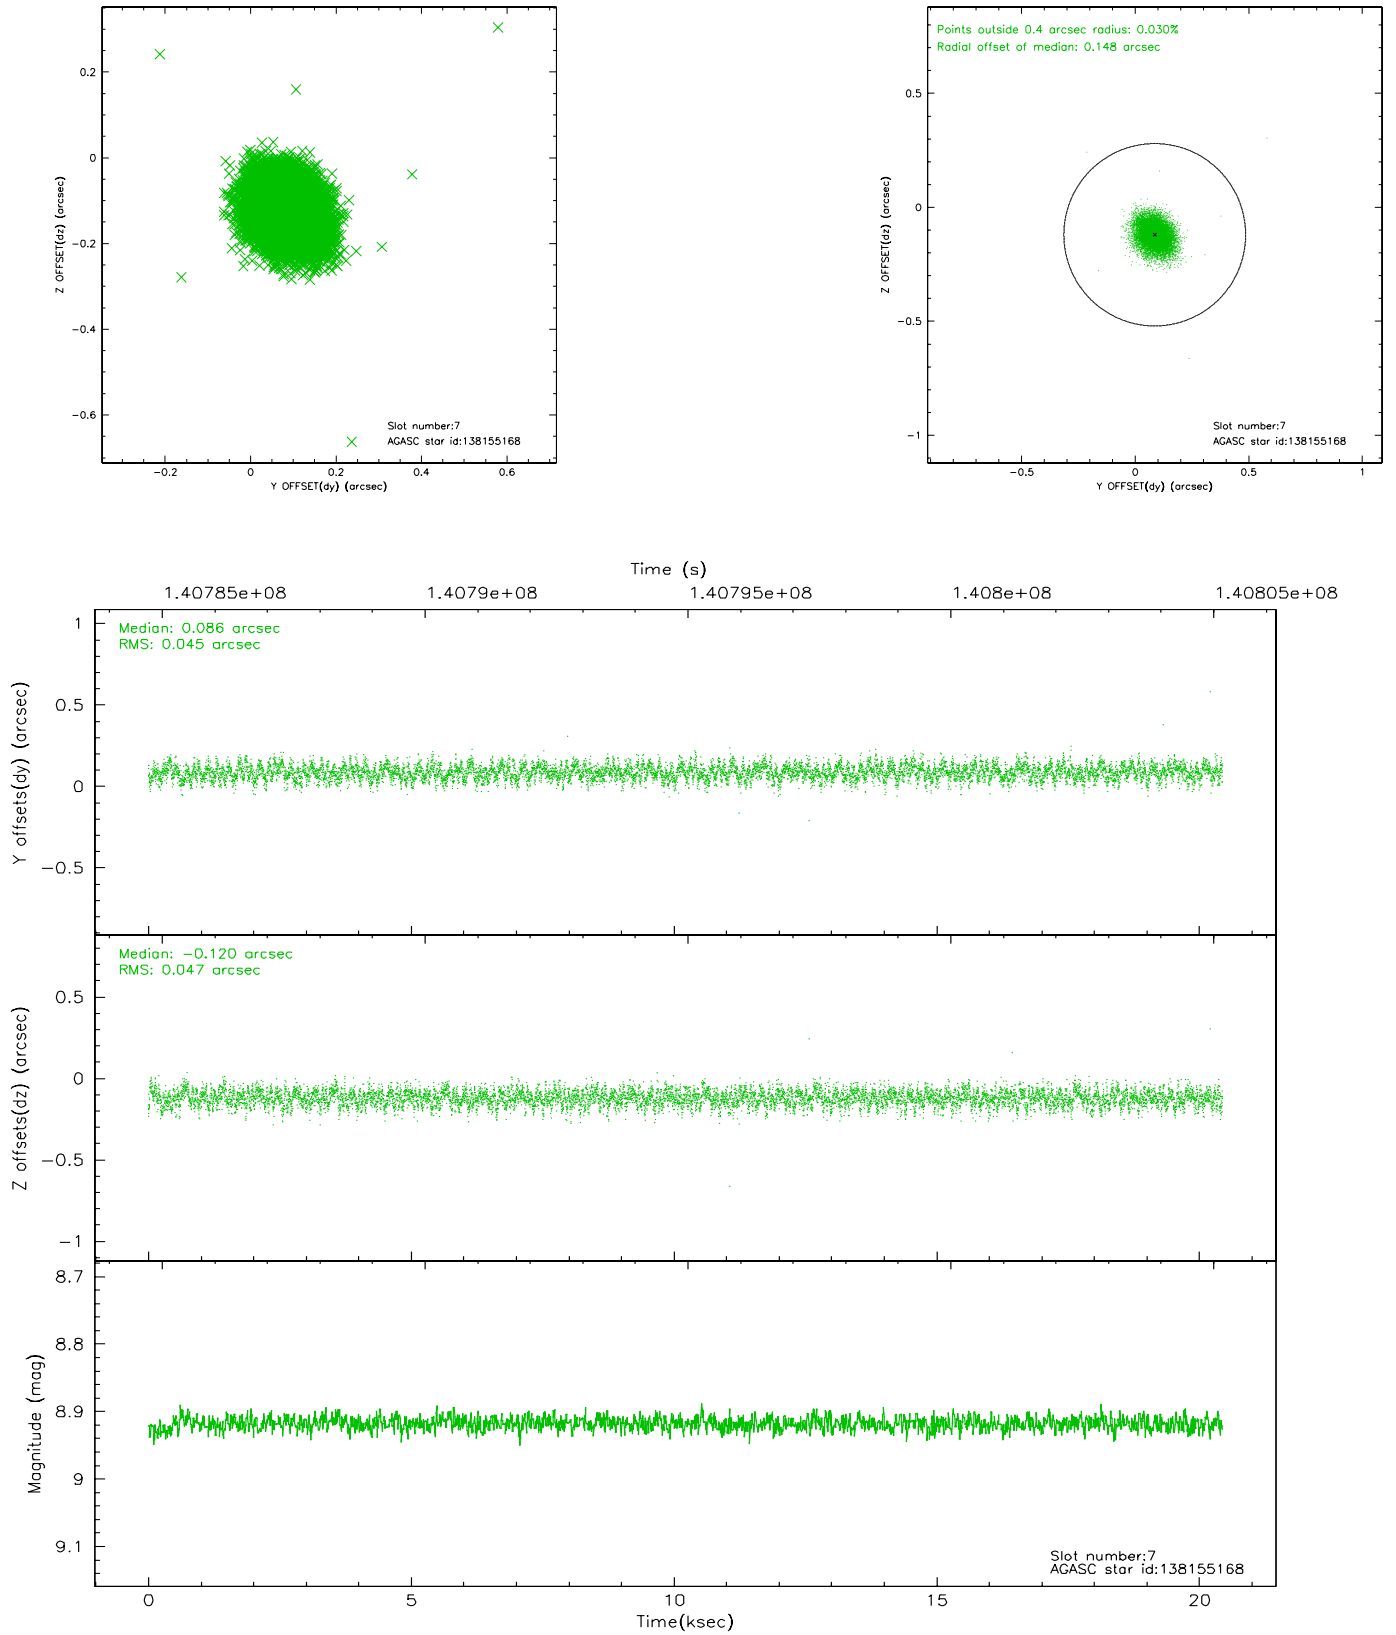 0.2
0
−0.2
−0.4
−0.6
Z OFFSET(dz) (arcsec)
Slot number:7
AGASC star id:138155168
−0.2 0 0.2 0.4 0.6
Y OFFSET(dy) (arcsec)
Points outside 0.4 arcsec radius: 0.030%
Radial offset of median: 0.148 arcsec
0.5
0
−0.5
−1
Z OFFSET(dz) (arcsec)
Slot number:7
AGASC star id:138155168
−0.5 0 0.5 1
Y OFFSET(dy) (arcsec)
Time (s)
1.40785e+08 1.4079e+08 1.40795e+08 1.408e+08 1.40805e+08
Median: 0.086 arcsec
RMS: 0.045 arcsec
1
0.5
0
−0.5
Y offsets(dy) (arcsec)
Median: −0.120 arcsec
RMS: 0.047 arcsec
0.5
0
−0.5
−1
Z offsets(dz) (arcsec)
8.7
8.8
8.9
9
9.1
Magnitude (mag)
Slot number:7
AGASC star id:138155168
0 5 10 15 20
Time(ksec)